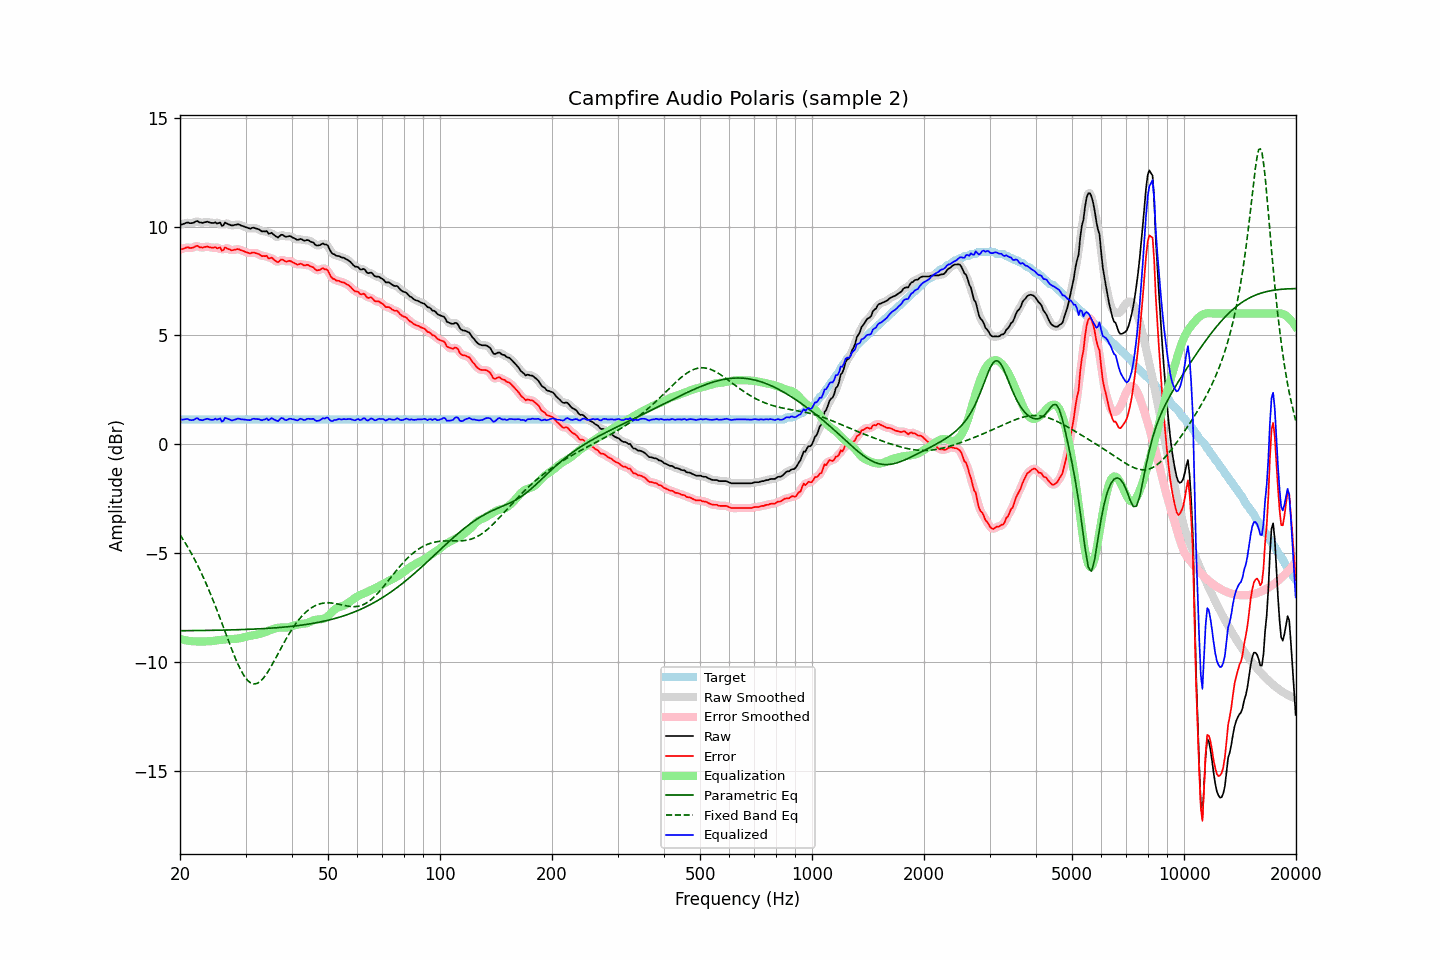 Campfire Audio Polaris (sample 2)
15
10
5
0
−5
−10
−15
Amplitude (dBr)
Target
Raw Smoothed
Error Smoothed
Raw
Error
Equalization
Parametric Eq
Fixed Band Eq
Equalized
20 50 100 200 500 1000 2000 5000 10000 20000
Frequency (Hz)